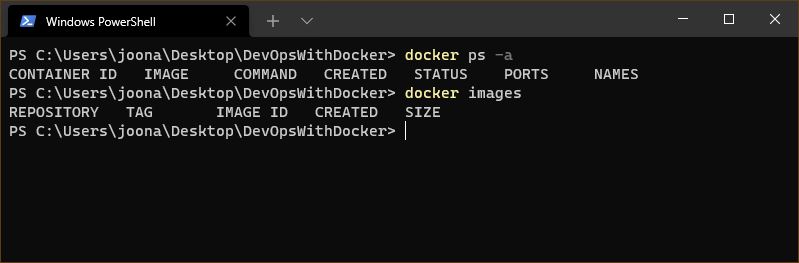 Windows PowerShell
PS C:\Users\joona\Desktop\DevOpsWithDocker> docker ps -a
CONTAINER ID   IMAGE     COMMAND   CREATED   STATUS    PORTS     NAMES
PS C:\Users\joona\Desktop\DevOpsWithDocker> docker images
REPOSITORY   TAG       IMAGE ID   CREATED   SIZE
PS C:\Users\joona\Desktop\DevOpsWithDocker>